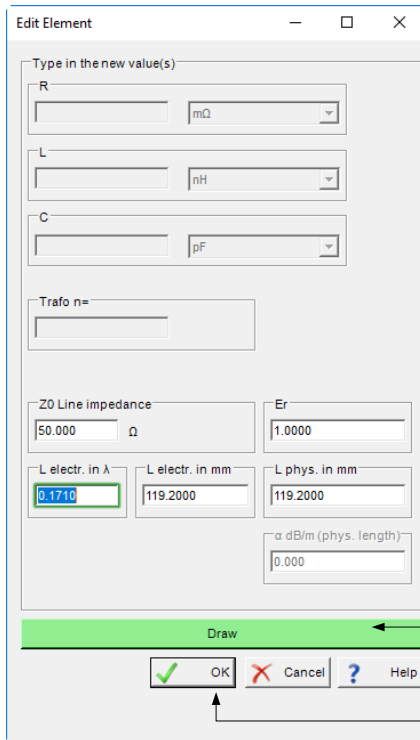 Edit Element
Type in the new value(s)
R
mΩ
L
nH
C
pF
Trafo n=
Z0 Line impedance
Er
50.000 Ω
1.0000
L electr. in λ
L electr. in mm
L phys. in mm
0.1710
119.2000
119.2000
α dB/m (phys. length)
0.000
Draw
OK
Cancel
? Help